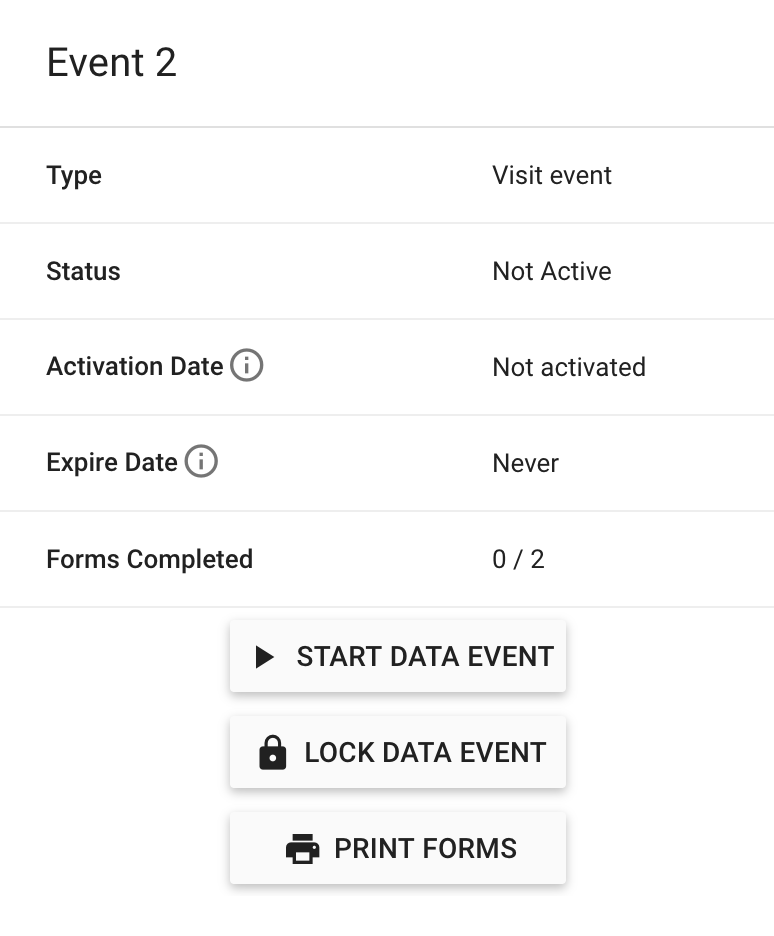 Event 2
Type Visit event
Status Not Active
Activation Date Not activated
Expire Date Never
Forms Completed 0 / 2
START DATA EVENT
LOCK DATA EVENT
PRINT FORMS